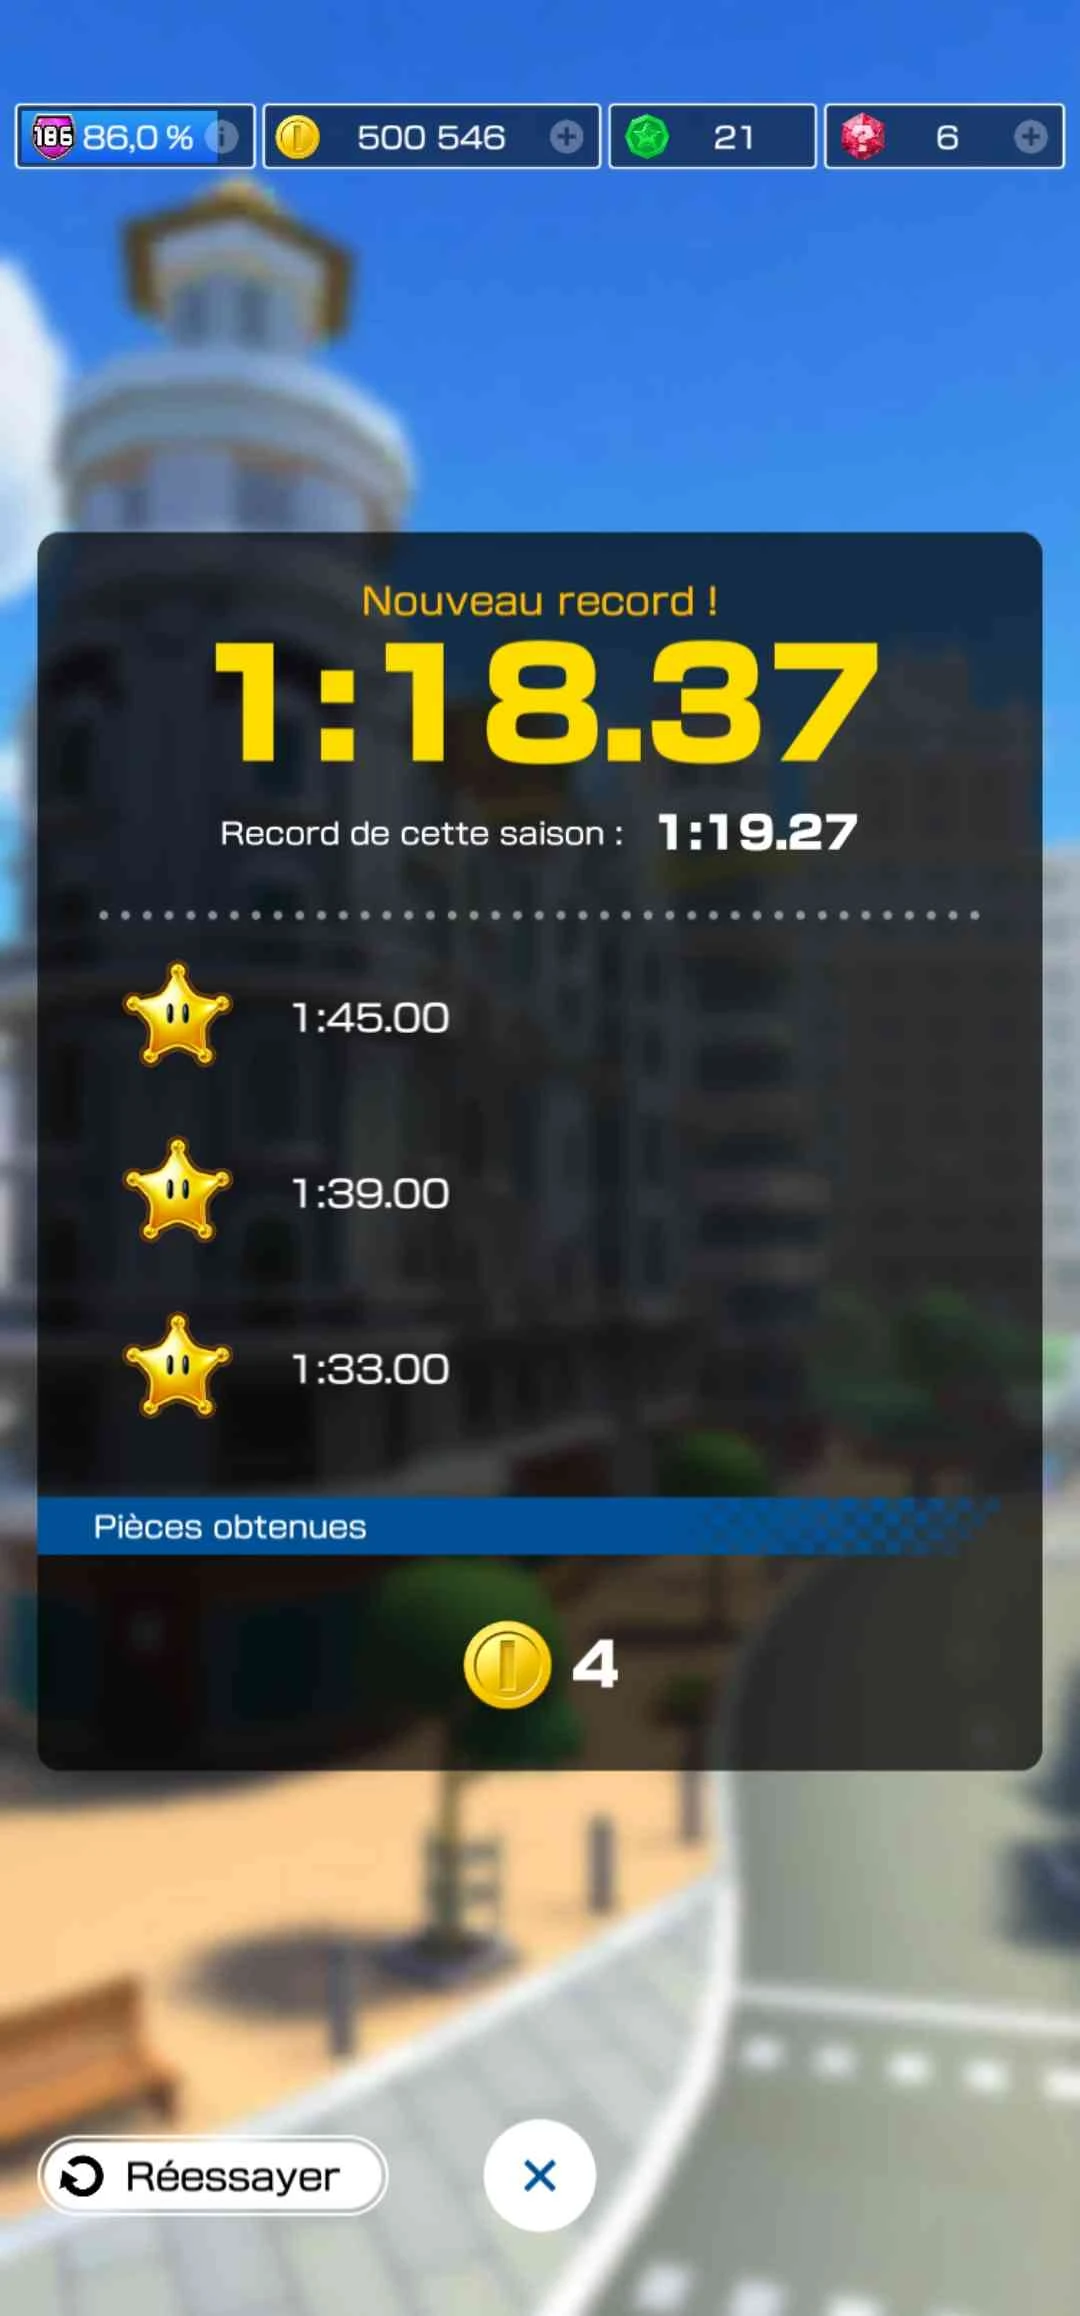 186 86,0 % i 500 546 + 21 6 +
Nouveau record !
1:18.37
Record de cette saison : 1:19.27
1:45.00
1:39.00
1:33.00
Pièces obtenues
4
Réessayer